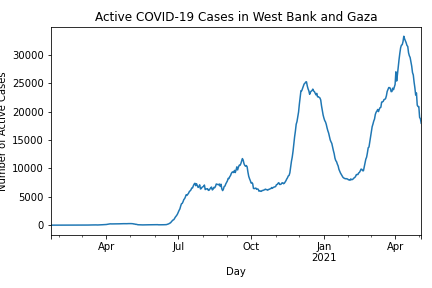 Active COVID-19 Cases in West Bank and Gaza
Number of Active Cases
30000
25000
20000
15000
10000
5000
0
Apr
Jul
Oct
Jan
2021
Apr
Day